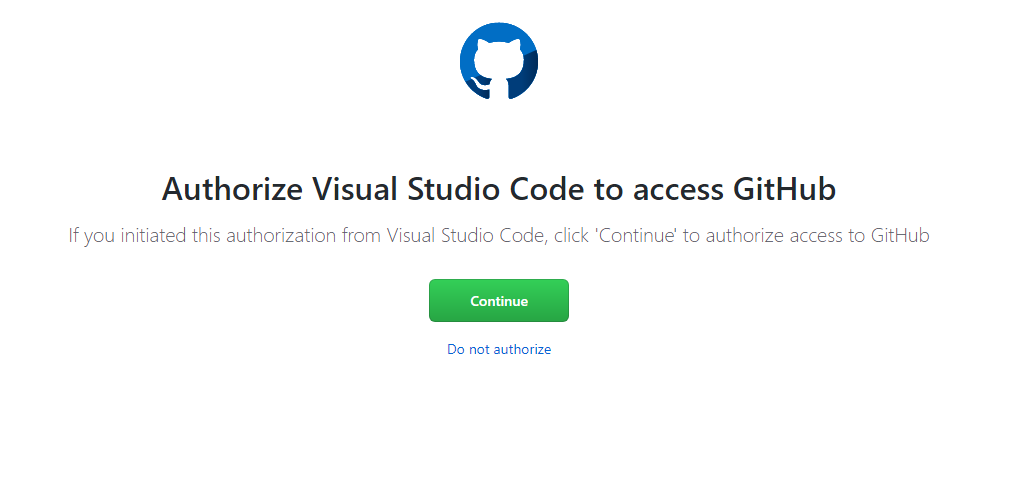 Authorize Visual Studio Code to access GitHub
If you initiated this authorization from Visual Studio Code, click 'Continue' to authorize access to GitHub
Continue
Do not authorize